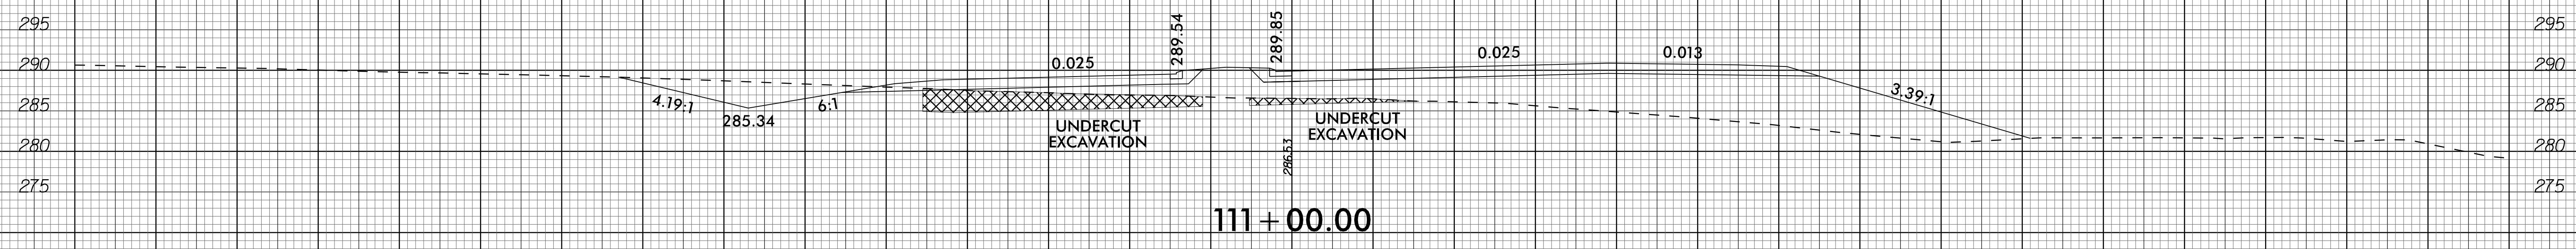 295 295
289.54 289.85
290 0.025 0.025 0.013 290
285 4.19:1 6:1 3.39:1 285
285.34
UNDERCUT
EXCAVATION
UNDERCUT
EXCAVATION
280 286.53 280
275 275
111+00.00